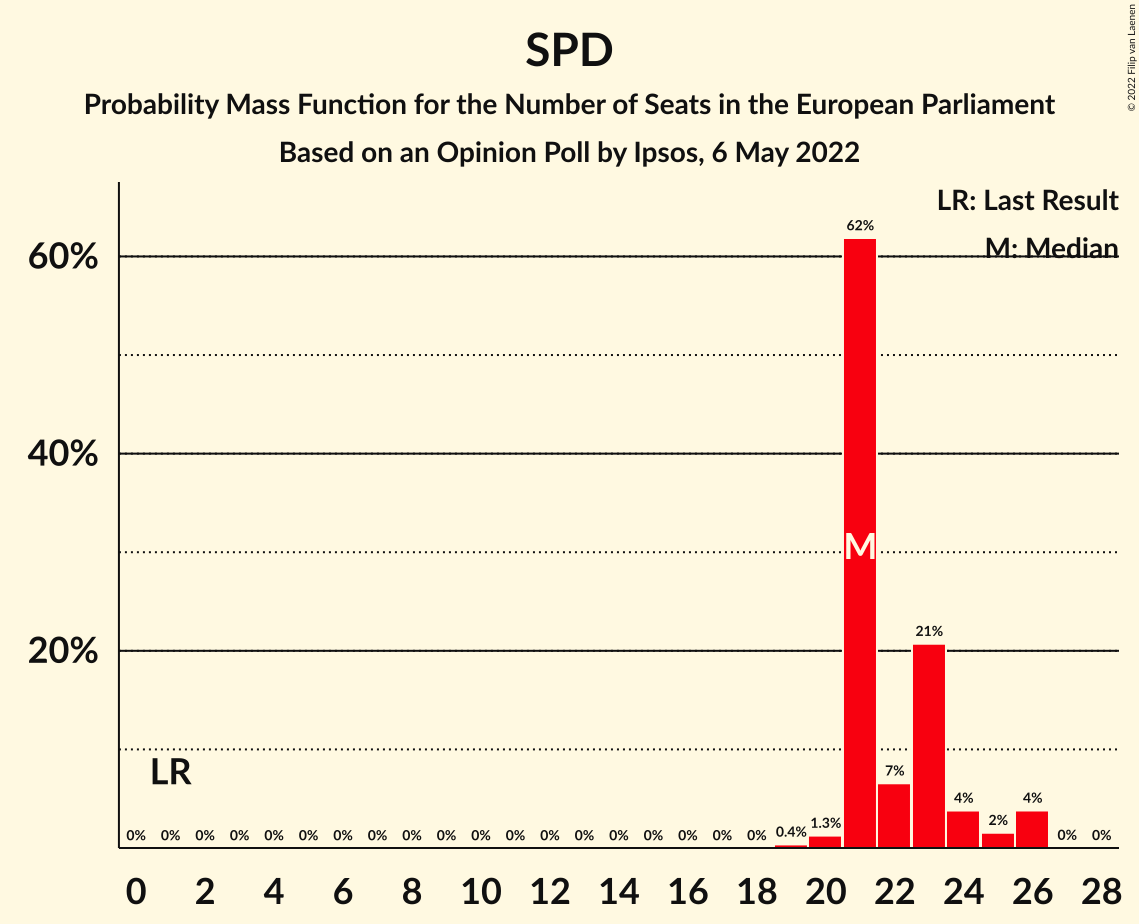 SPD
Probability Mass Function for the Number of Seats in the European Parliament
Based on an Opinion Poll by Ipsos, 6 May 2022
© 2022 Filip van Laenen
LR: Last Result
M: Median
60%
40%
20%
62%
M
21%
LR
0% 0% 0% 0% 0% 0% 0% 0% 0% 0% 0% 0% 0% 0% 0% 0% 0% 0% 0% 0.4% 1.3% 7% 4% 2% 4% 0% 0%
0 2 4 6 8 10 12 14 16 18 20 22 24 26 28